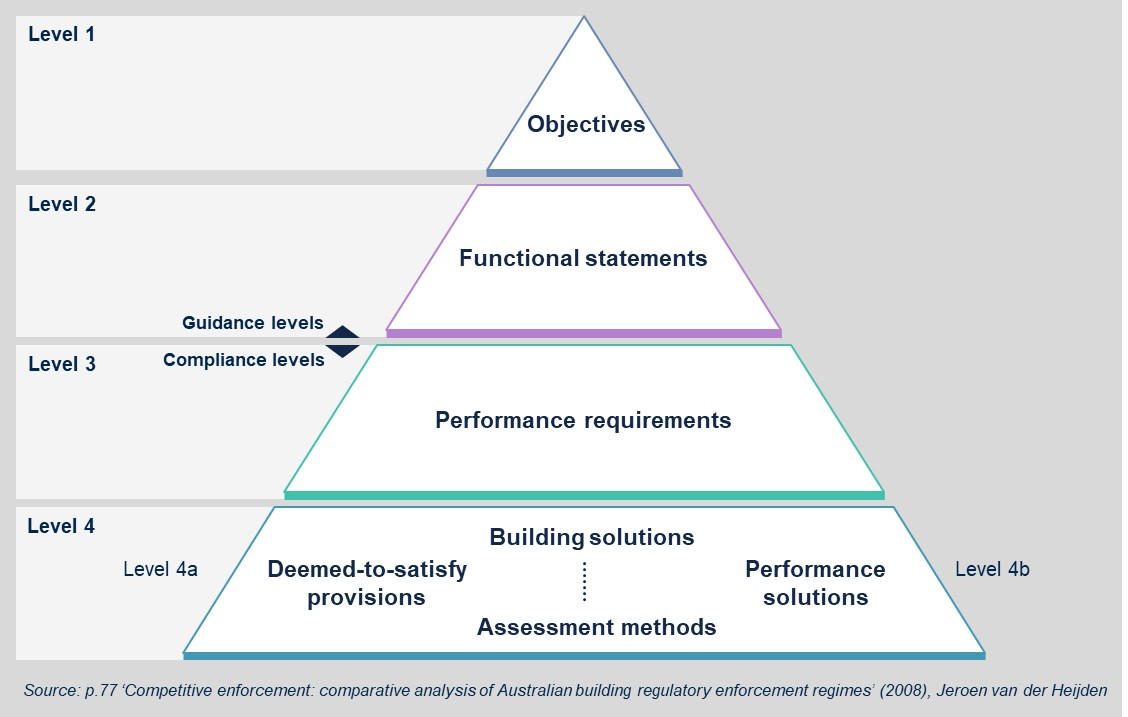 Level 1
Objectives
Level 2
Functional statements
Guidance levels
Compliance levels
Level 3
Performance requirements
Level 4
Building solutions
Level 4a
Deemed-to-satisfy
provisions
Performance
solutions
Level 4b
Assessment methods
Source: p.77 ‘Competitive enforcement: comparative analysis of Australian building regulatory enforcement regimes’ (2008), Jeroen van der Heijden